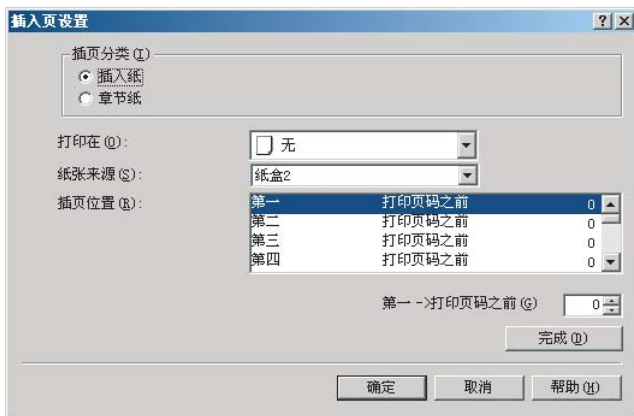 插入页设置
插页分类(I)
插入纸
章节纸
打印在(O): 无
纸张来源(S): 纸盒2
插页位置(R): 第一 打印页码之前 0
第二 打印页码之前 0
第三 打印页码之前 0
第四 打印页码之前 0
第一 ->打印页码之前(G) 0
完成(D)
确定 取消 帮助(H)